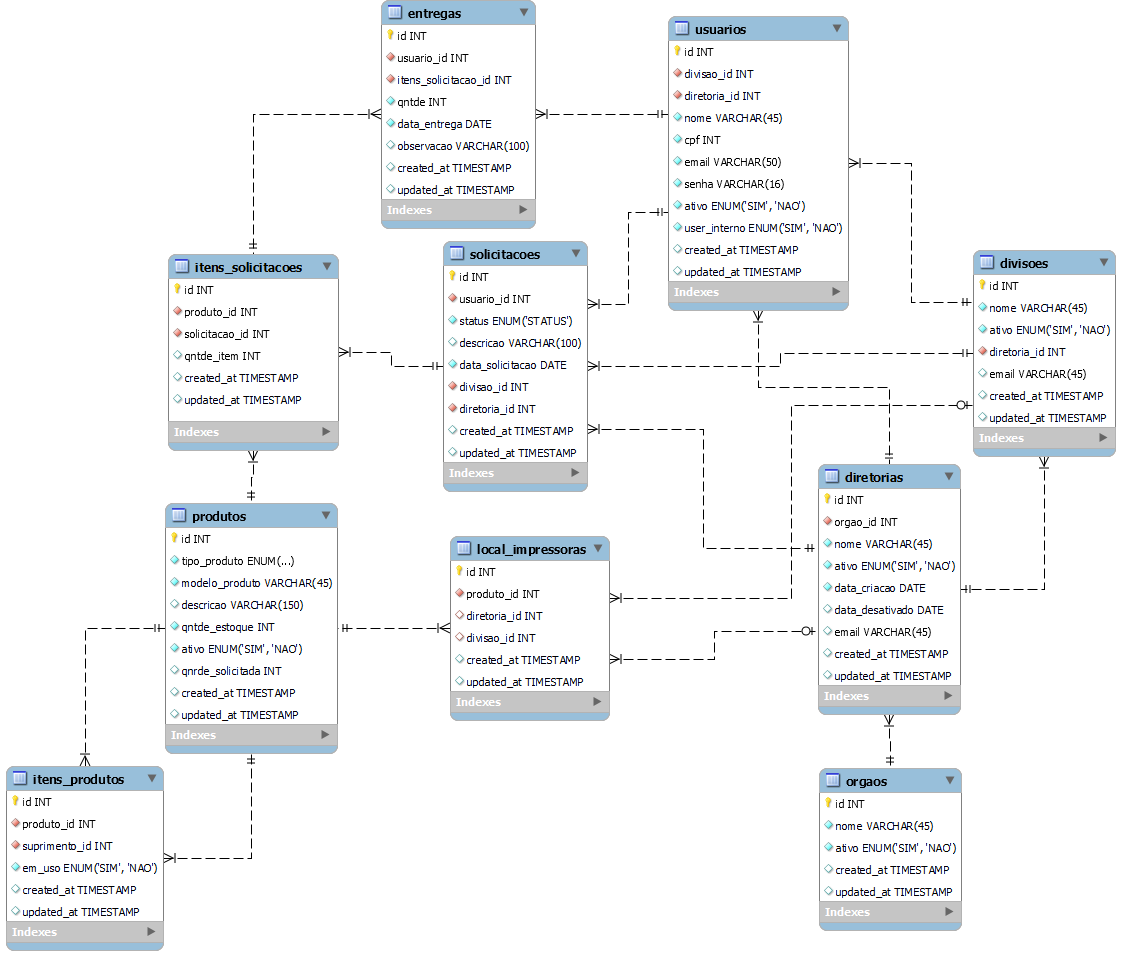 entregas
id INT
usuario_id INT
itens_solicitacao_id INT
qntde INT
data_entrega DATE
observacao VARCHAR(100)
created_at TIMESTAMP
updated_at TIMESTAMP
Indexes
usuarios
id INT
divisao_id INT
diretoria_id INT
nome VARCHAR(45)
cpf INT
email VARCHAR(50)
senha VARCHAR(16)
ativo ENUM('SIM', 'NAO')
user_interno ENUM('SIM', 'NAO')
created_at TIMESTAMP
updated_at TIMESTAMP
Indexes
itens_solicitacoes
id INT
produto_id INT
solicitacao_id INT
qntde_item INT
created_at TIMESTAMP
updated_at TIMESTAMP
Indexes
solicitacoes
id INT
usuario_id INT
status ENUM('STATUS')
descricao VARCHAR(100)
data_solicitacao DATE
divisao_id INT
diretoria_id INT
created_at TIMESTAMP
updated_at TIMESTAMP
Indexes
divisoes
id INT
nome VARCHAR(45)
ativo ENUM('SIM', 'NAO')
diretoria_id INT
email VARCHAR(45)
created_at TIMESTAMP
updated_at TIMESTAMP
Indexes
produtos
id INT
tipo_produto ENUM(...)
modelo_produto VARCHAR(45)
descricao VARCHAR(150)
qntde_estoque INT
ativo ENUM('SIM', 'NAO')
qnrde_solicitada INT
created_at TIMESTAMP
updated_at TIMESTAMP
Indexes
local_impressoras
id INT
produto_id INT
diretoria_id INT
divisao_id INT
created_at TIMESTAMP
updated_at TIMESTAMP
Indexes
diretorias
id INT
orgao_id INT
nome VARCHAR(45)
ativo ENUM('SIM', 'NAO')
data_criacao DATE
data_desativado DATE
email VARCHAR(45)
created_at TIMESTAMP
updated_at TIMESTAMP
Indexes
itens_produtos
id INT
produto_id INT
suprimento_id INT
em_uso ENUM('SIM', 'NAO')
created_at TIMESTAMP
updated_at TIMESTAMP
Indexes
orgaos
id INT
nome VARCHAR(45)
ativo ENUM('SIM', 'NAO')
created_at TIMESTAMP
updated_at TIMESTAMP
Indexes